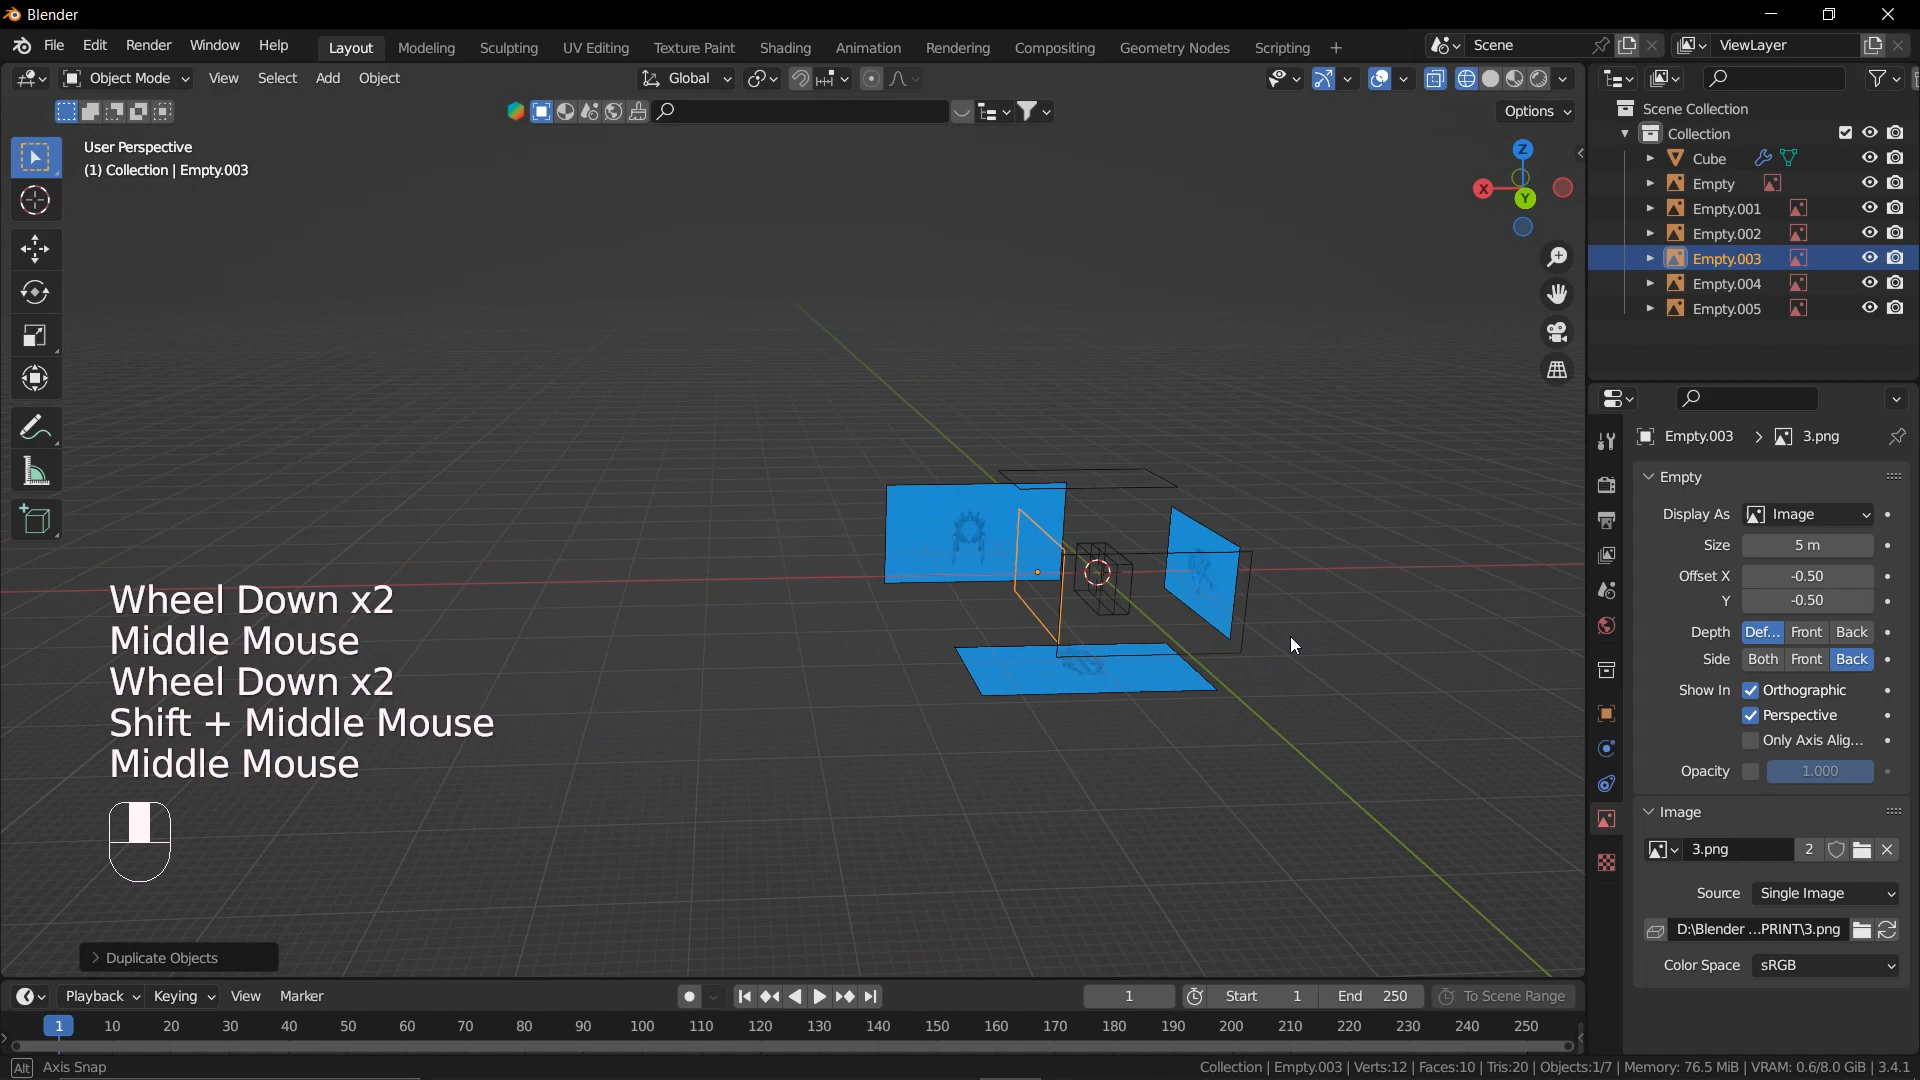 Blender
File Edit Render Window Help Layout Modeling Sculpting UV Editing Texture Paint Shading Animation Rendering Compositing Geometry Nodes Scripting + Scene ViewLayer
Object Mode View Select Add Object Global
Options
User Perspective
(1) Collection | Empty.003
Z
X
Y
Scene Collection
Collection
Cube
Empty
Empty.001
Empty.002
Empty.003
Empty.004
Empty.005
Empty.003 > 3.png
Empty
Display As Image
Size 5 m
Offset X -0.50
Y -0.50
Depth Def... Front Back
Side Both Front Back
Show In Orthographic
Perspective
Only Axis Alig...
Opacity 1.000
Image
3.png 2
Source Single Image
D:\Blender ...PRINT\3.png
Color Space sRGB
Wheel Down x2
Middle Mouse
Wheel Down x2
Shift + Middle Mouse
Middle Mouse
Duplicate Objects
Playback Keying View Marker 1 Start 1 End 250 To Scene Range
1 10 20 30 40 50 60 70 80 90 100 110 120 130 140 150 160 170 180 190 200 210 220 230 240 250
Alt Axis Snap
Collection | Empty.003 | Verts:12 | Faces:10 | Tris:20 | Objects:1/7 | Memory: 76.5 MiB | VRAM: 0.6/8.0 GiB | 3.4.1